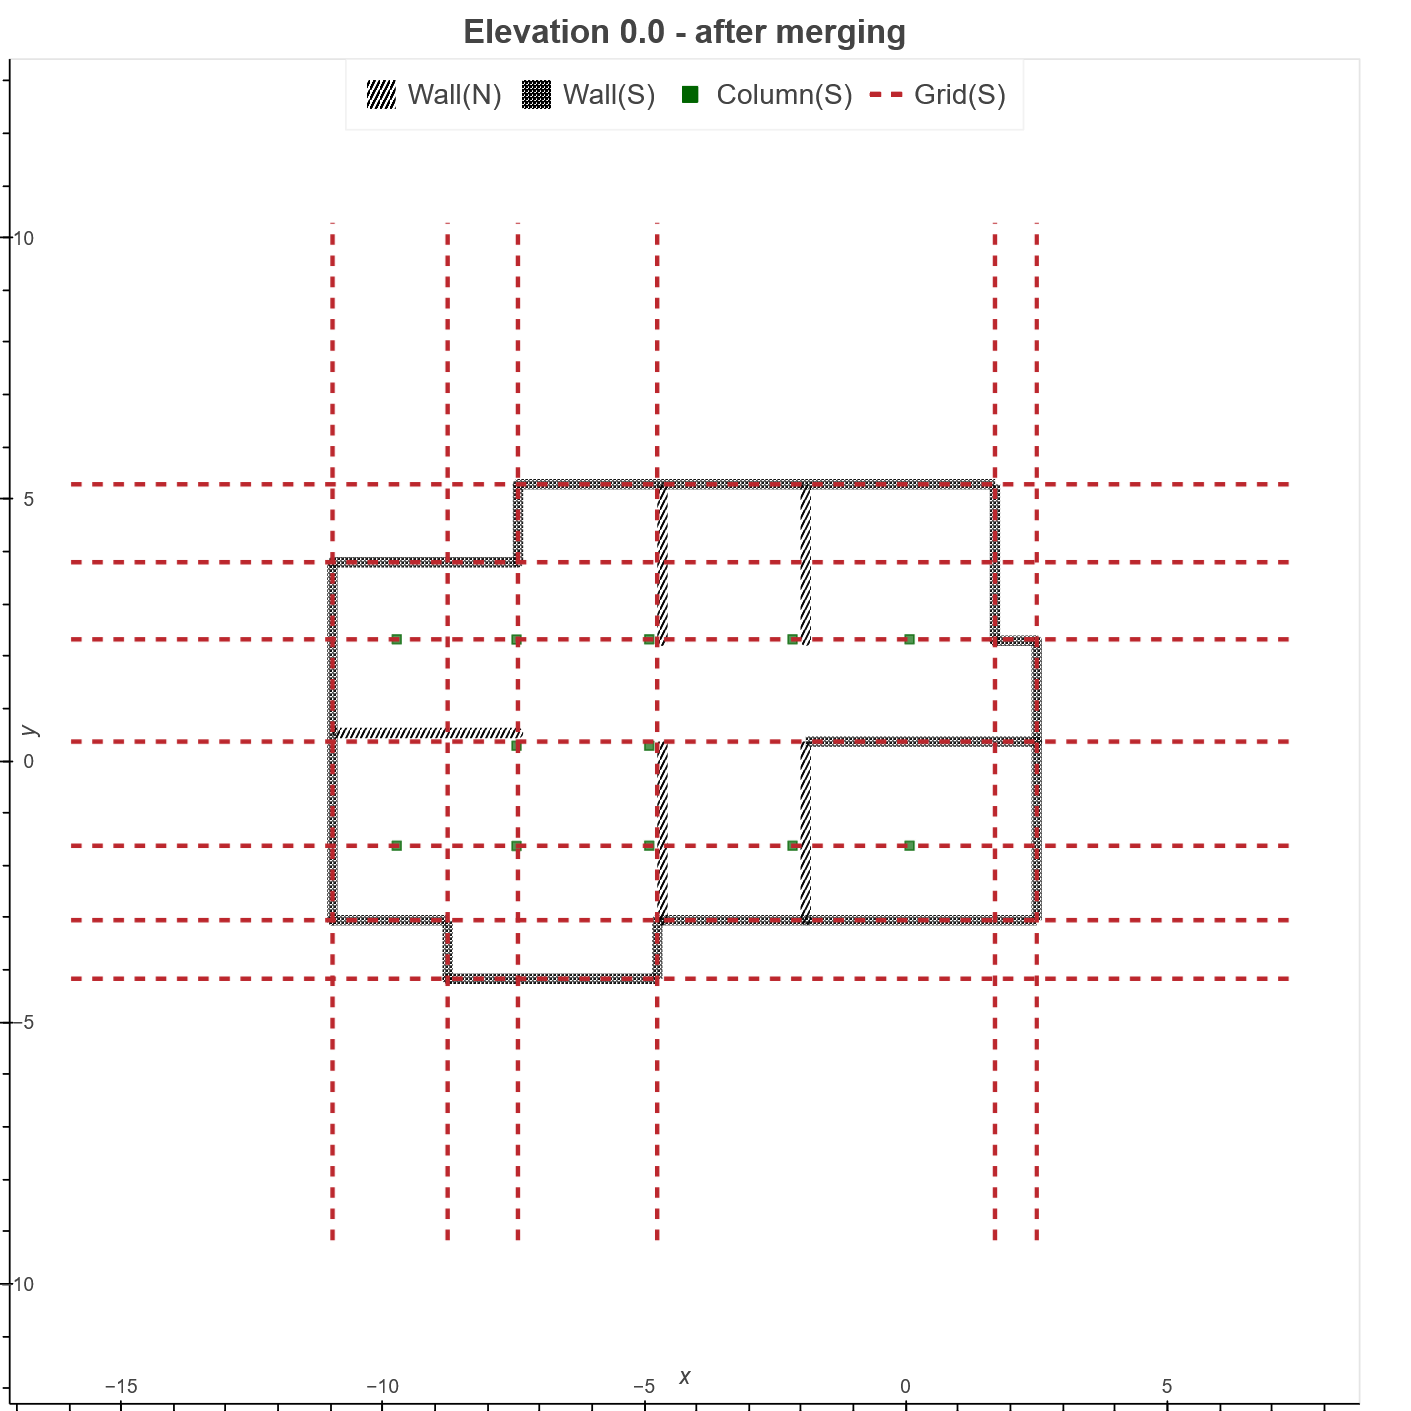 Elevation 0.0 - after merging
Wall(N) Wall(S) Column(S) Grid(S)
10
5
y
0
−5
−10
x
−15 −10 −5 0 5